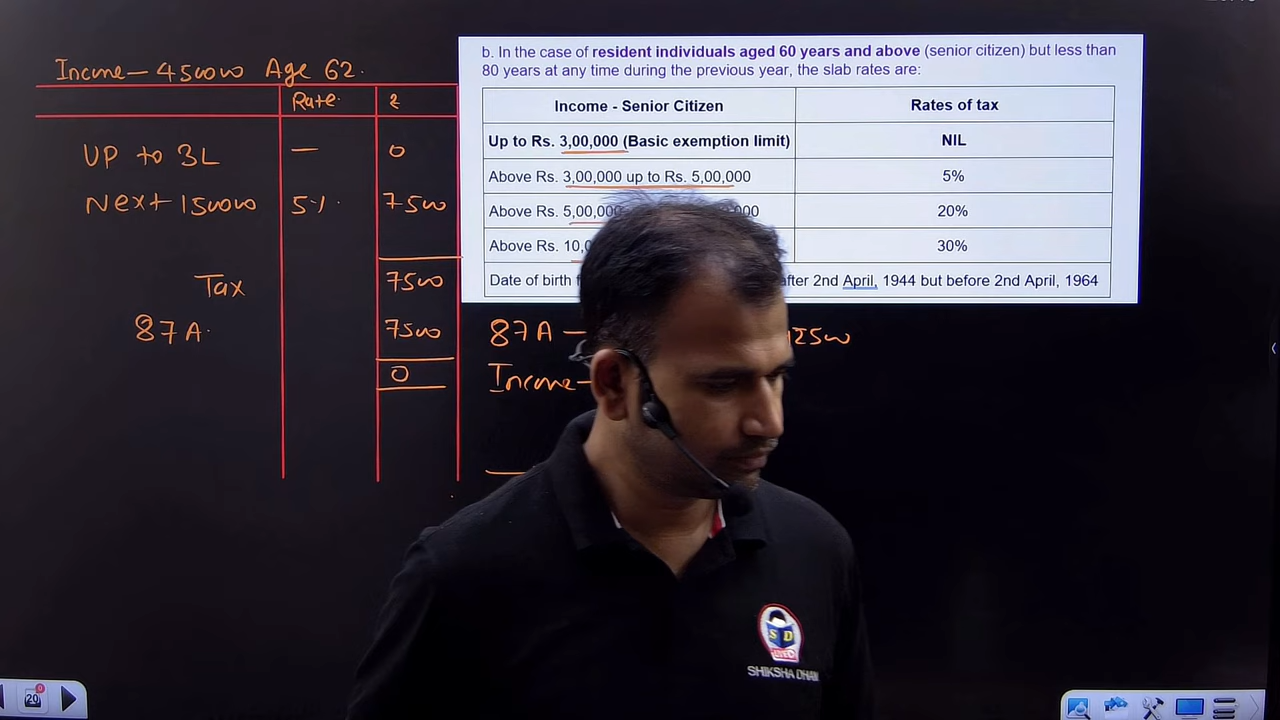 Income - 450000 Age 62.
Rate. ₹
UP to 3L — 0
Next 150000 5%. 7500
Tax 7500
87A. 7500
0
b. In the case of resident individuals aged 60 years and above (senior citizen) but less than
80 years at any time during the previous year, the slab rates are:
Income - Senior Citizen Rates of tax
Up to Rs. 3,00,000 (Basic exemption limit) NIL
Above Rs. 3,00,000 up to Rs. 5,00,000 5%
Above Rs. 5,00,000 20%
Above Rs. 10, 30%
Date of birth after 2nd April, 1944 but before 2nd April, 1964
87A - 12500
Income -
SD
SHIKSHA DHAM
20